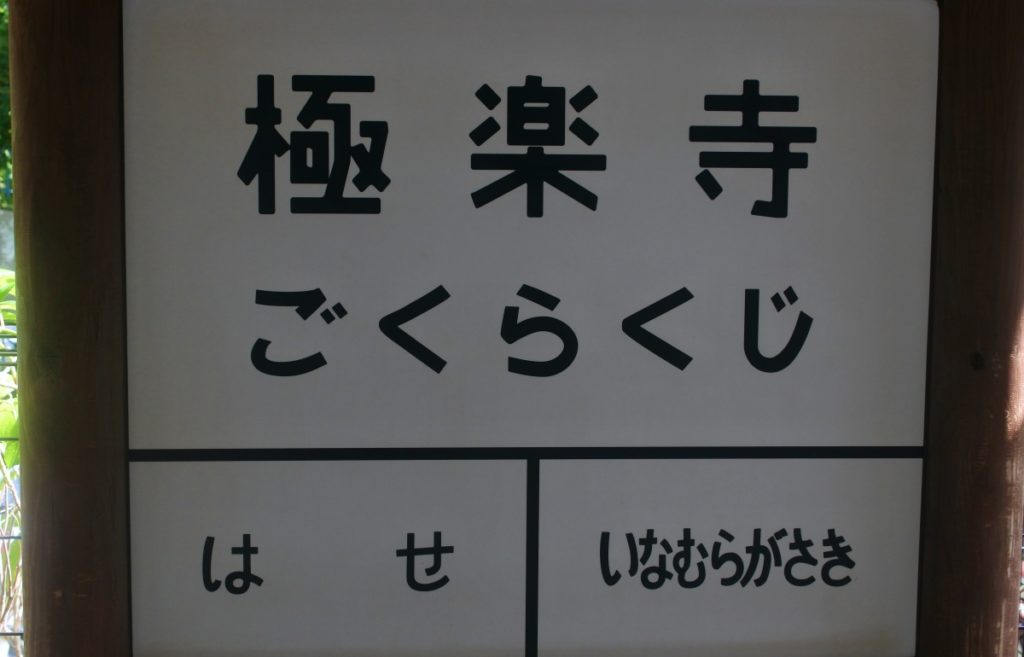 極楽寺
ごくらくじ
はせ
いなむらがさき